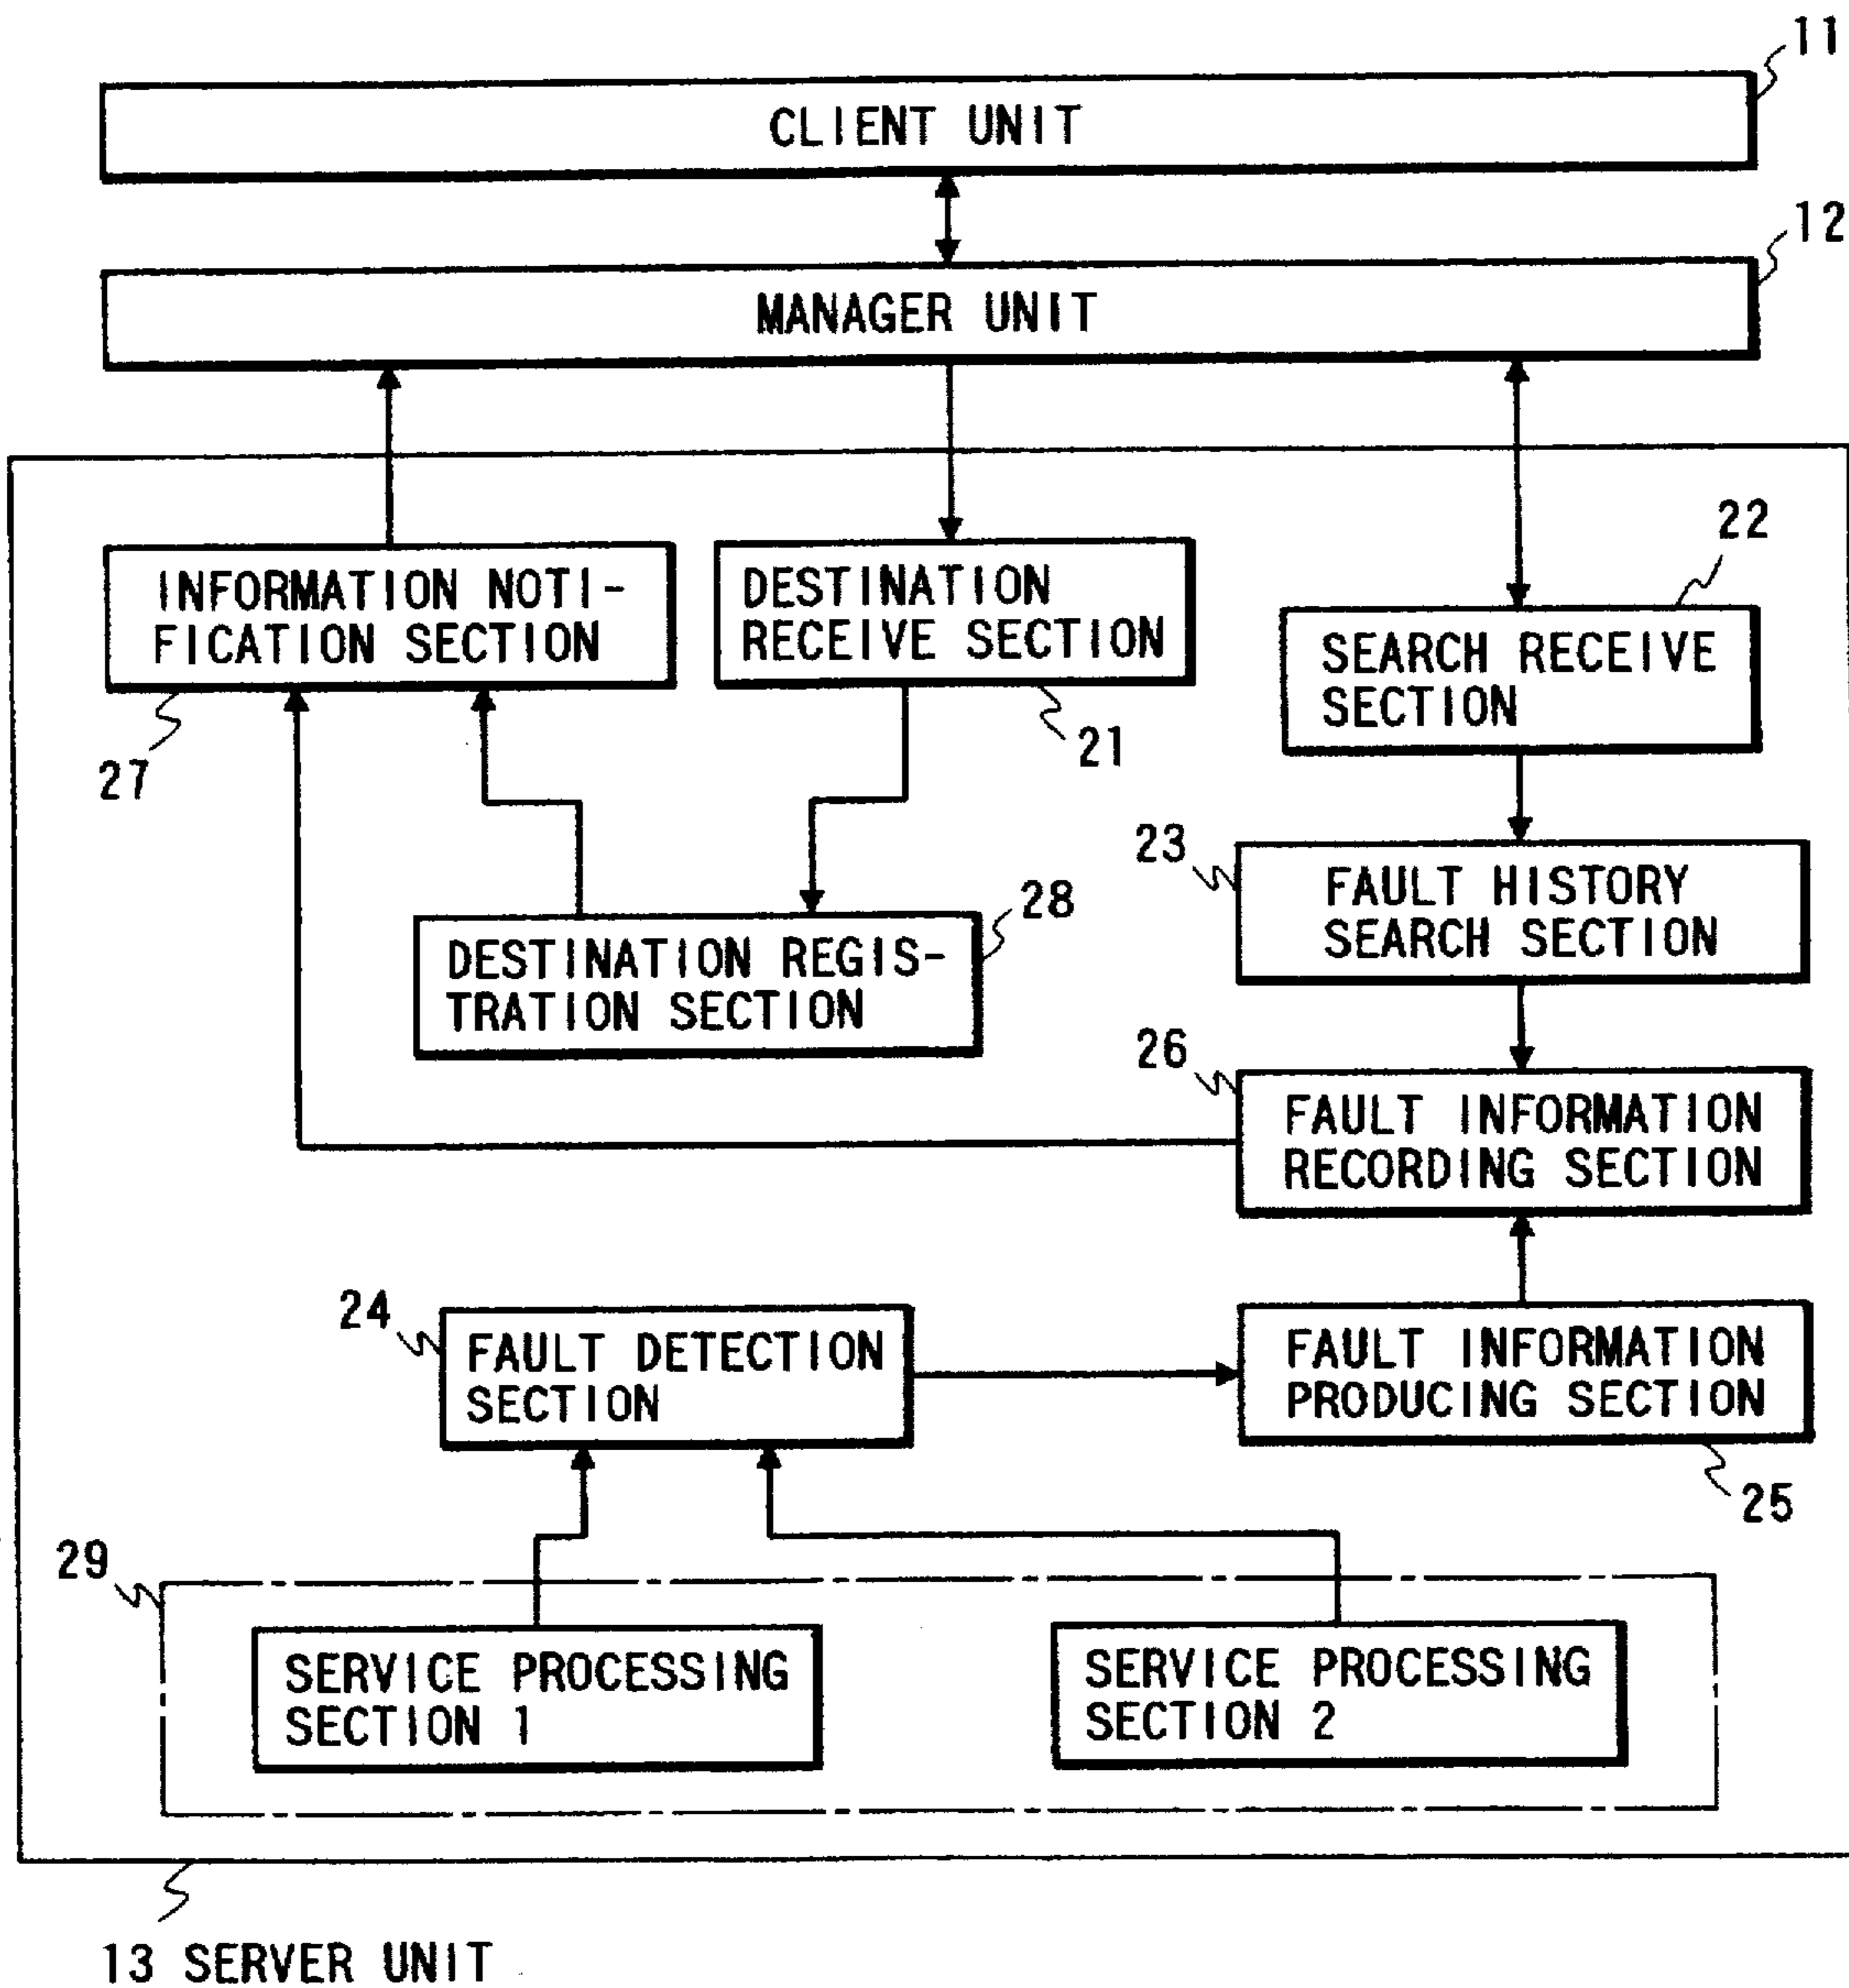 11
CLIENT UNIT
12
MANAGER UNIT
22
INFORMATION NOTI-
FICATION SECTION
DESTINATION
RECEIVE SECTION
SEARCH RECEIVE
SECTION
27
21
23
FAULT HISTORY
SEARCH SECTION
28
DESTINATION REGIS-
TRATION SECTION
26
FAULT INFORMATION
RECORDING SECTION
24
FAULT DETECTION
SECTION
FAULT INFORMATION
PRODUCING SECTION
25
29
SERVICE PROCESSING
SECTION 1
SERVICE PROCESSING
SECTION 2
13 SERVER UNIT